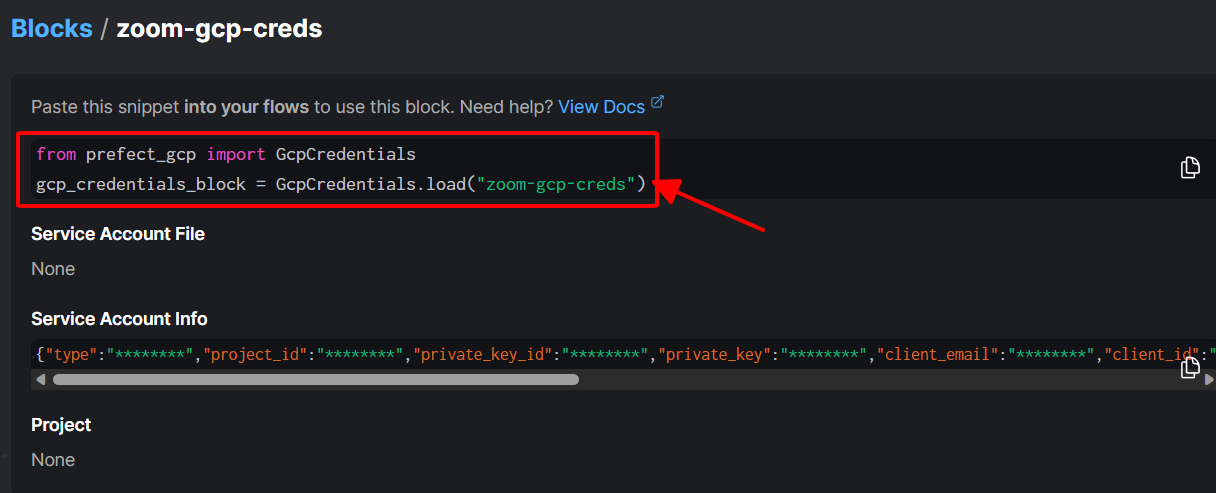 Blocks / zoom-gcp-creds
Paste this snippet into your flows to use this block. Need help? View Docs
from prefect_gcp import GcpCredentials
gcp_credentials_block = GcpCredentials.load("zoom-gcp-creds")
Service Account File
None
Service Account Info
{"type":"********","project_id":"********","private_key_id":"********","private_key":"********","client_email":"********","client_id":"
Project
None